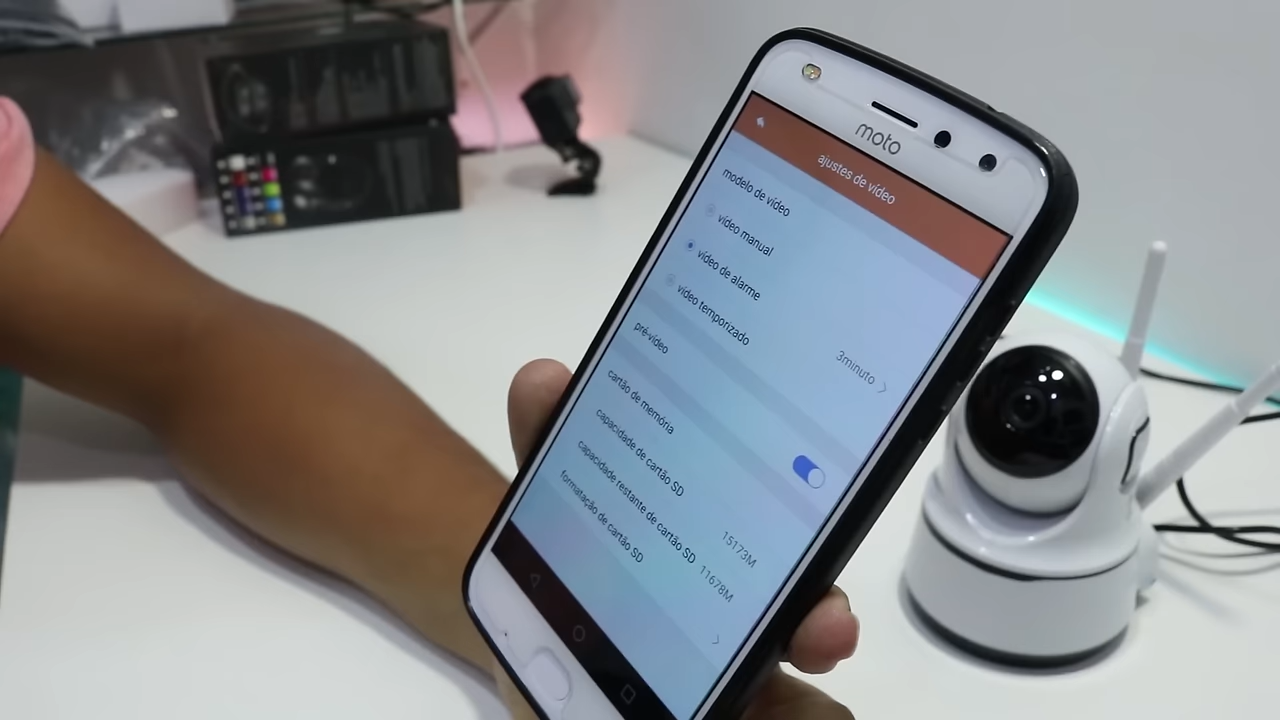 moto
ajustes de vídeo
modelo de vídeo
vídeo manual
vídeo de alarme
vídeo temporizado
3minuto
pré-vídeo
cartão de memória
capacidade de cartão SD
15173M
capacidade restante de cartão SD
11678M
formatação de cartão SD